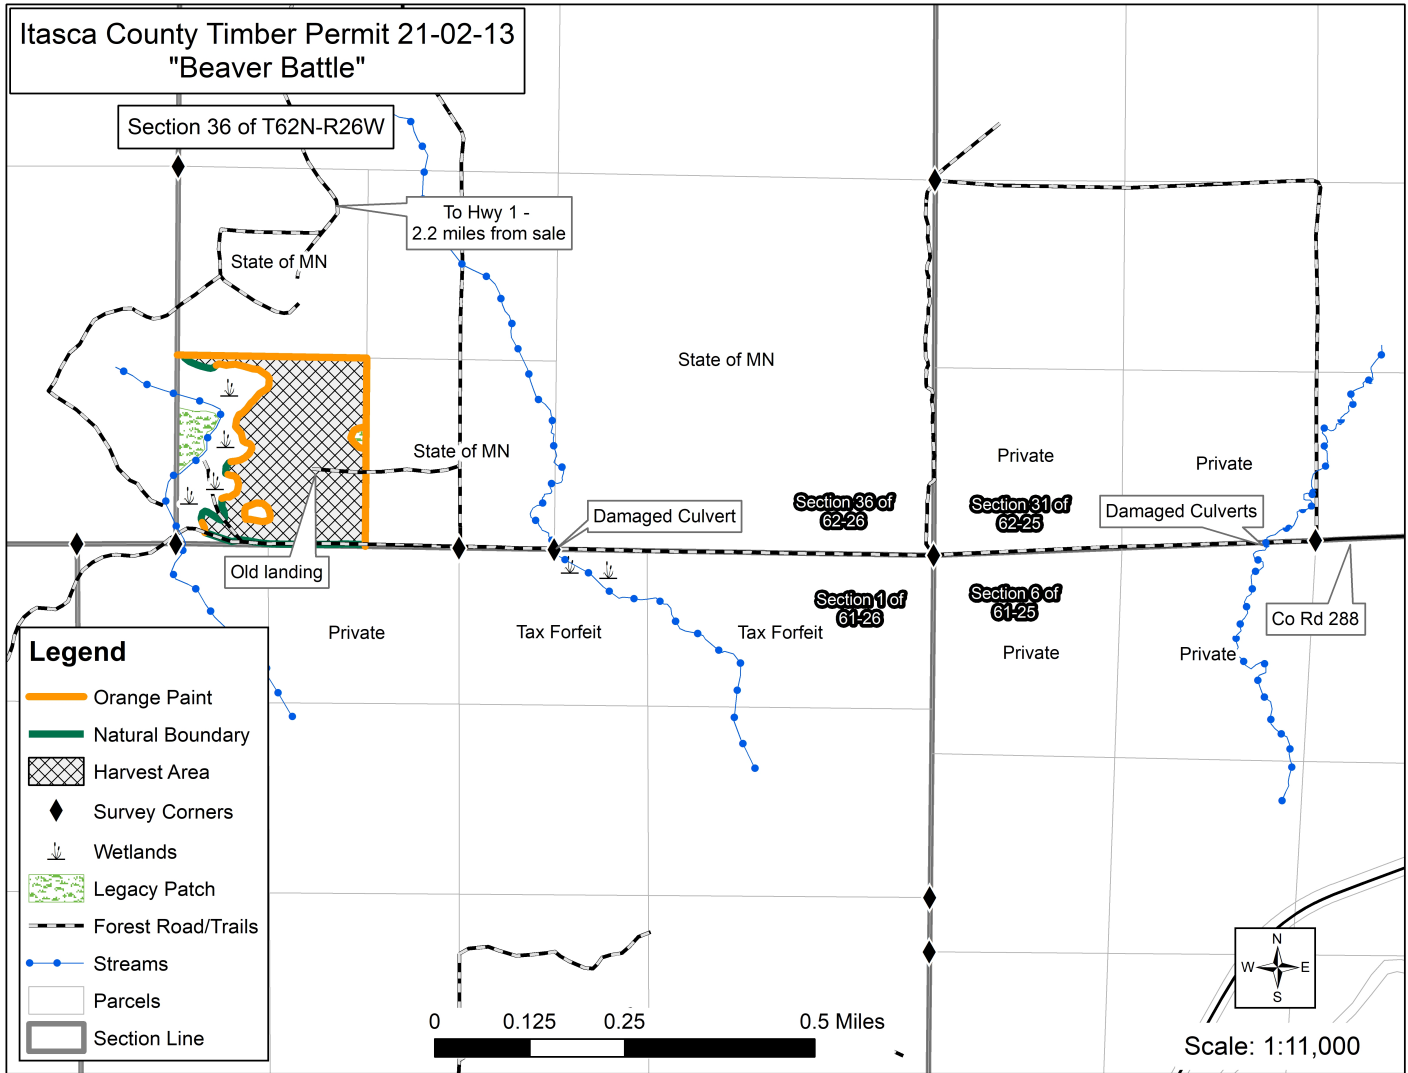 Itasca County Timber Permit 21-02-13
"Beaver Battle"
Section 36 of T62N-R26W
To Hwy 1 -
2.2 miles from sale
State of MN
State of MN
State of MN
Private
Private
Section 36 of
62-26
Section 31 of
62-25
Damaged Culvert
Damaged Culverts
Old landing
Section 1 of
61-26
Section 6 of
61-25
Co Rd 288
Private
Tax Forfeit
Tax Forfeit
Private
Private
Legend
Orange Paint
Natural Boundary
Harvest Area
Survey Corners
Wetlands
Legacy Patch
Forest Road/Trails
Streams
Parcels
Section Line
0 0.125 0.25 0.5 Miles
N
W E
S
Scale: 1:11,000